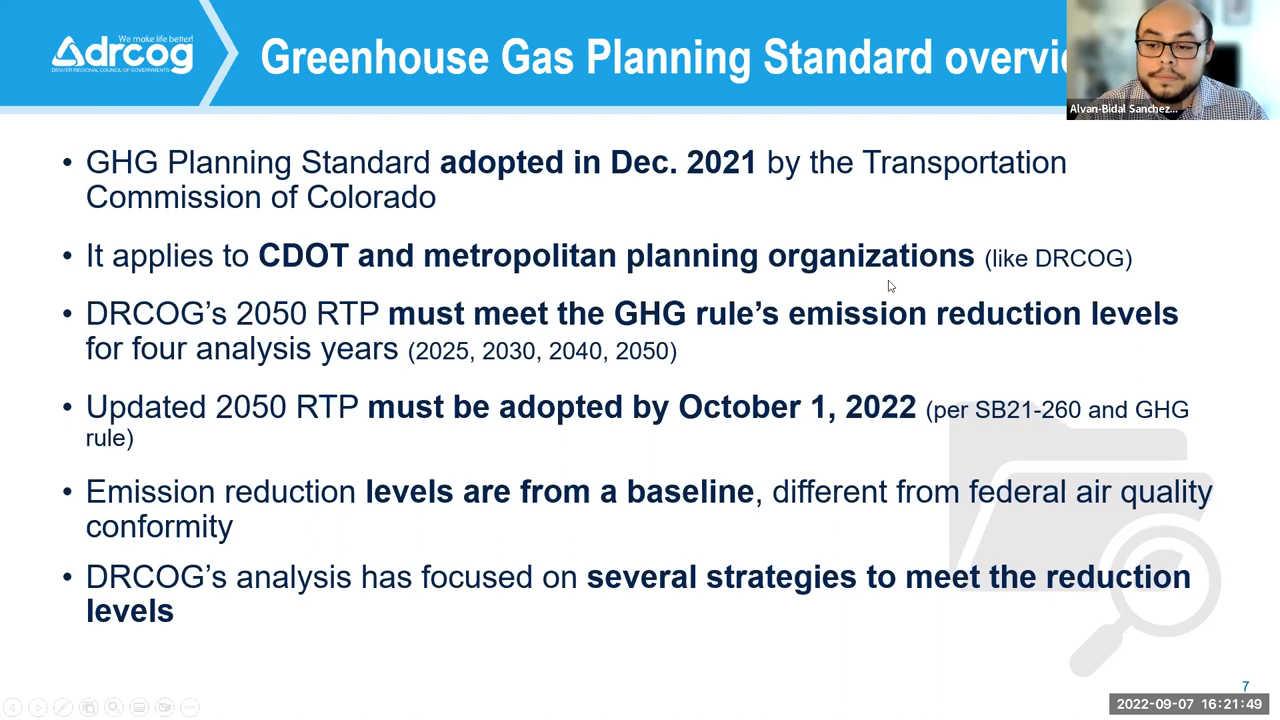 We make life better!
drcog
DENVER REGIONAL COUNCIL OF GOVERNMENTS
Greenhouse Gas Planning Standard overvi
Alvan-Bidal Sanchez...
• GHG Planning Standard adopted in Dec. 2021 by the Transportation
Commission of Colorado
• It applies to CDOT and metropolitan planning organizations (like DRCOG)
• DRCOG’s 2050 RTP must meet the GHG rule’s emission reduction levels
for four analysis years (2025, 2030, 2040, 2050)
• Updated 2050 RTP must be adopted by October 1, 2022 (per SB21-260 and GHG
rule)
• Emission reduction levels are from a baseline, different from federal air quality
conformity
• DRCOG’s analysis has focused on several strategies to meet the reduction
levels
7
2022-09-07 16:21:49